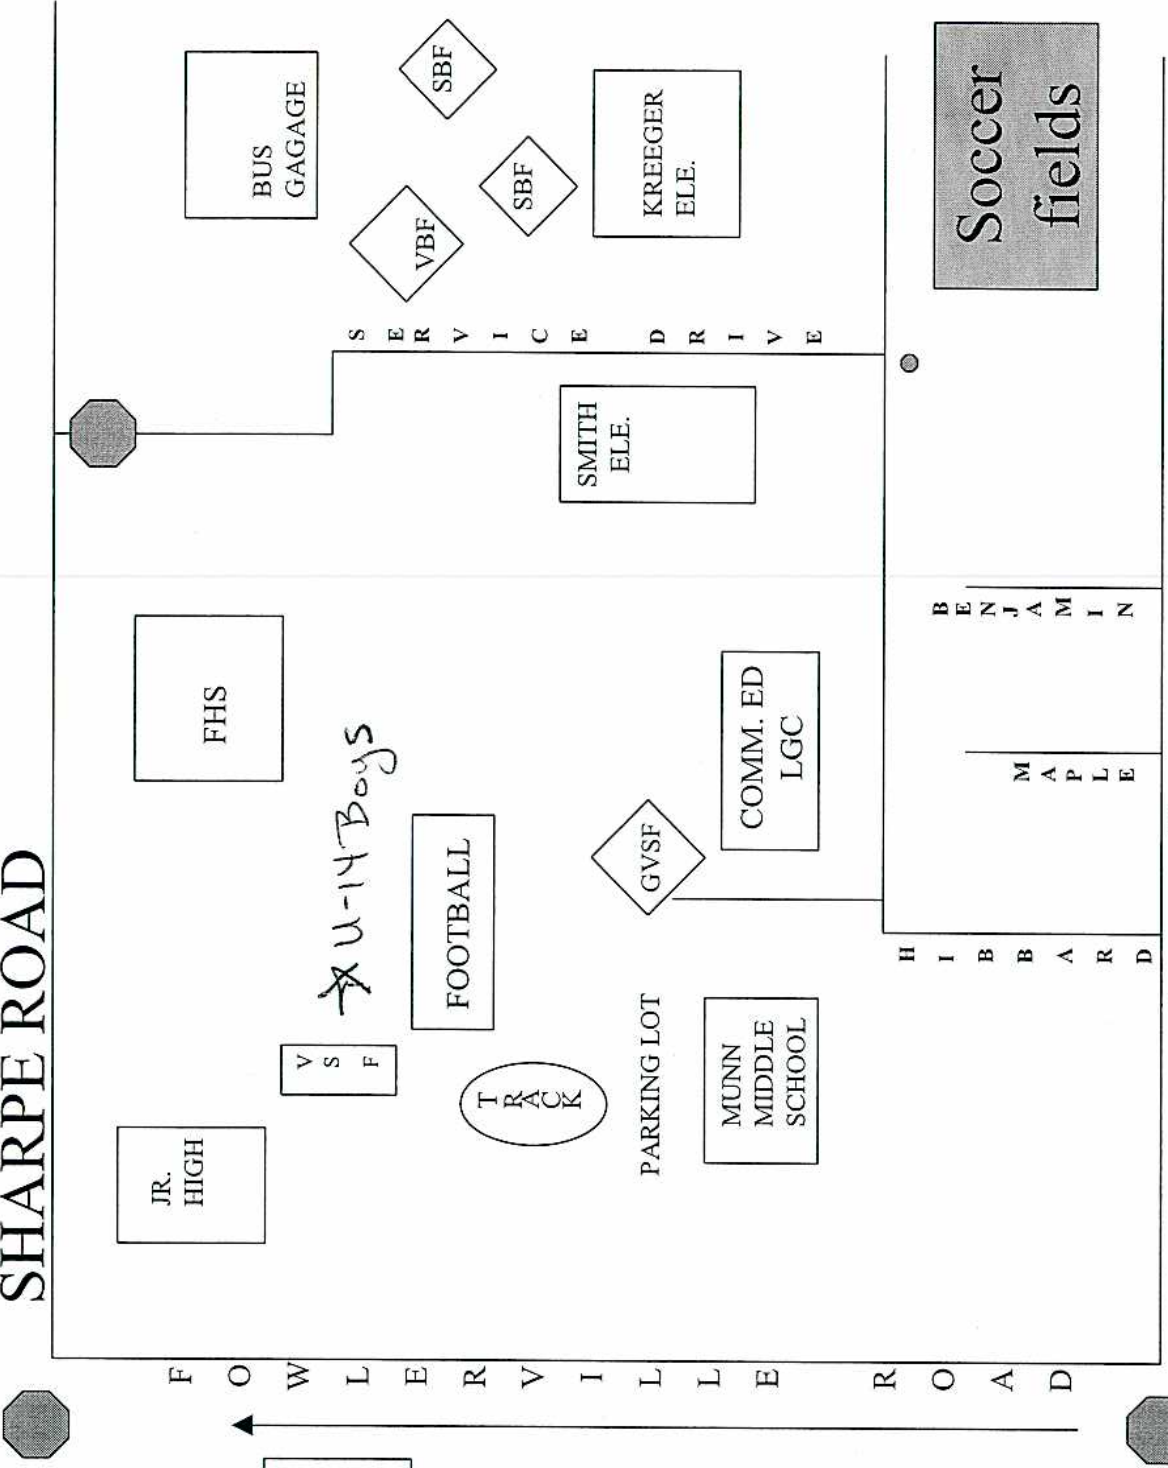 SHARPE ROAD
FOWLERVILLE ROAD
JR.
HIGH
VSF
☆ U-14 Boys
FHS
BUS
GAGAGE
FOOTBALL
TRACK
VBF
SBF
SBF
SERVICE DRIVE
PARKING LOT
GVSF
SMITH
ELE.
KREEGER
ELE.
MUNN
MIDDLE
SCHOOL
COMM. ED
LGC
HIBBARD
MAPLE
BENJAMIN
Soccer
fields